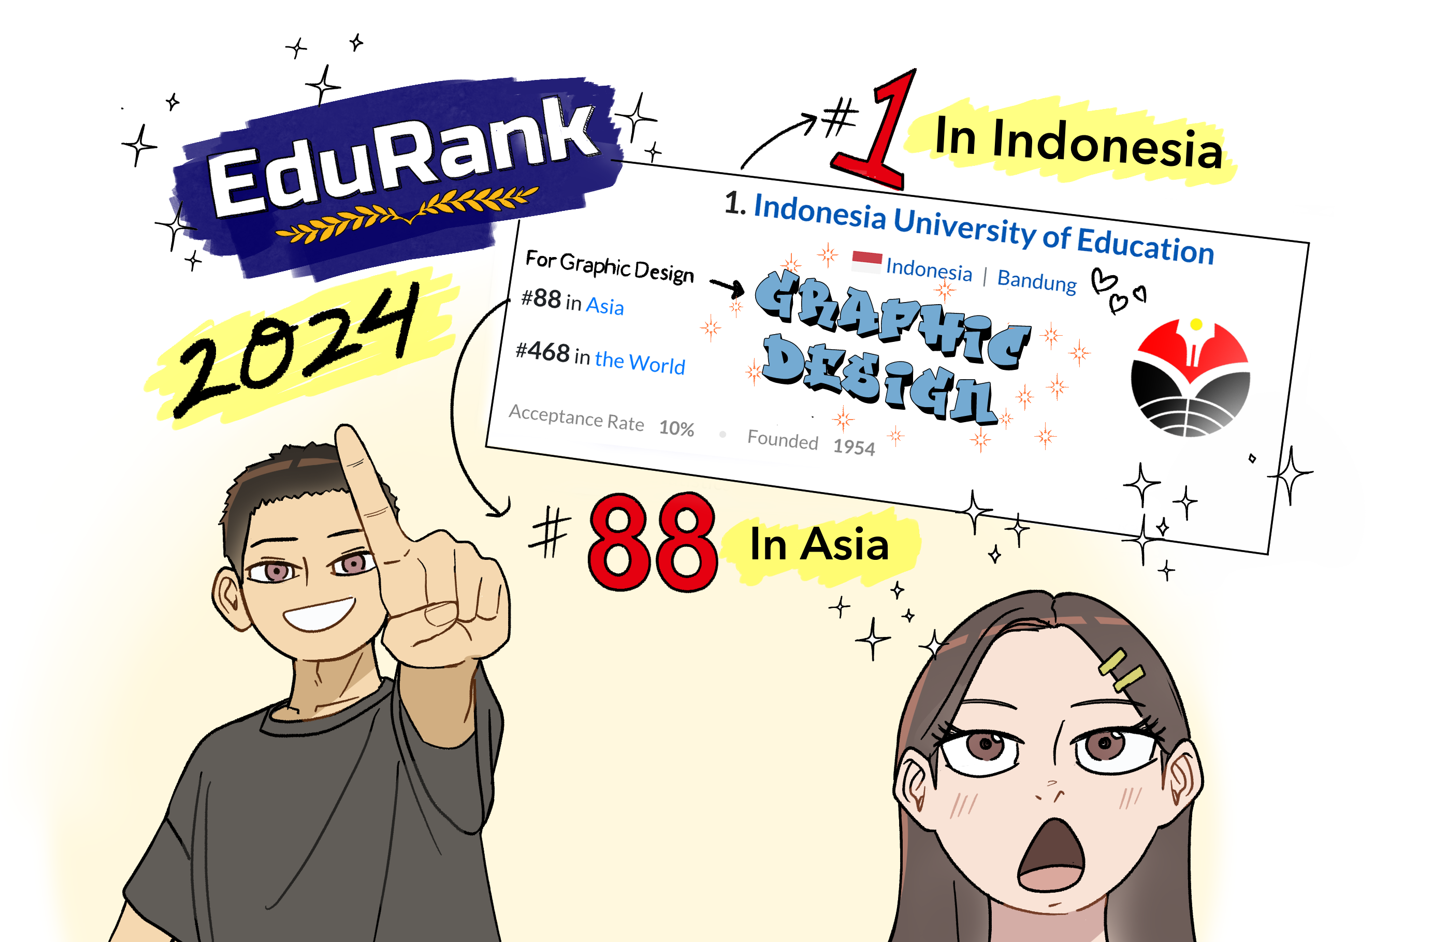 EduRank
2024
#1 In Indonesia
1. Indonesia University of Education
Indonesia | Bandung
For Graphic Design
GRAPHIC
DESIGN
#88 in Asia
#468 in the World
Acceptance Rate 10% • Founded 1954
#88 In Asia